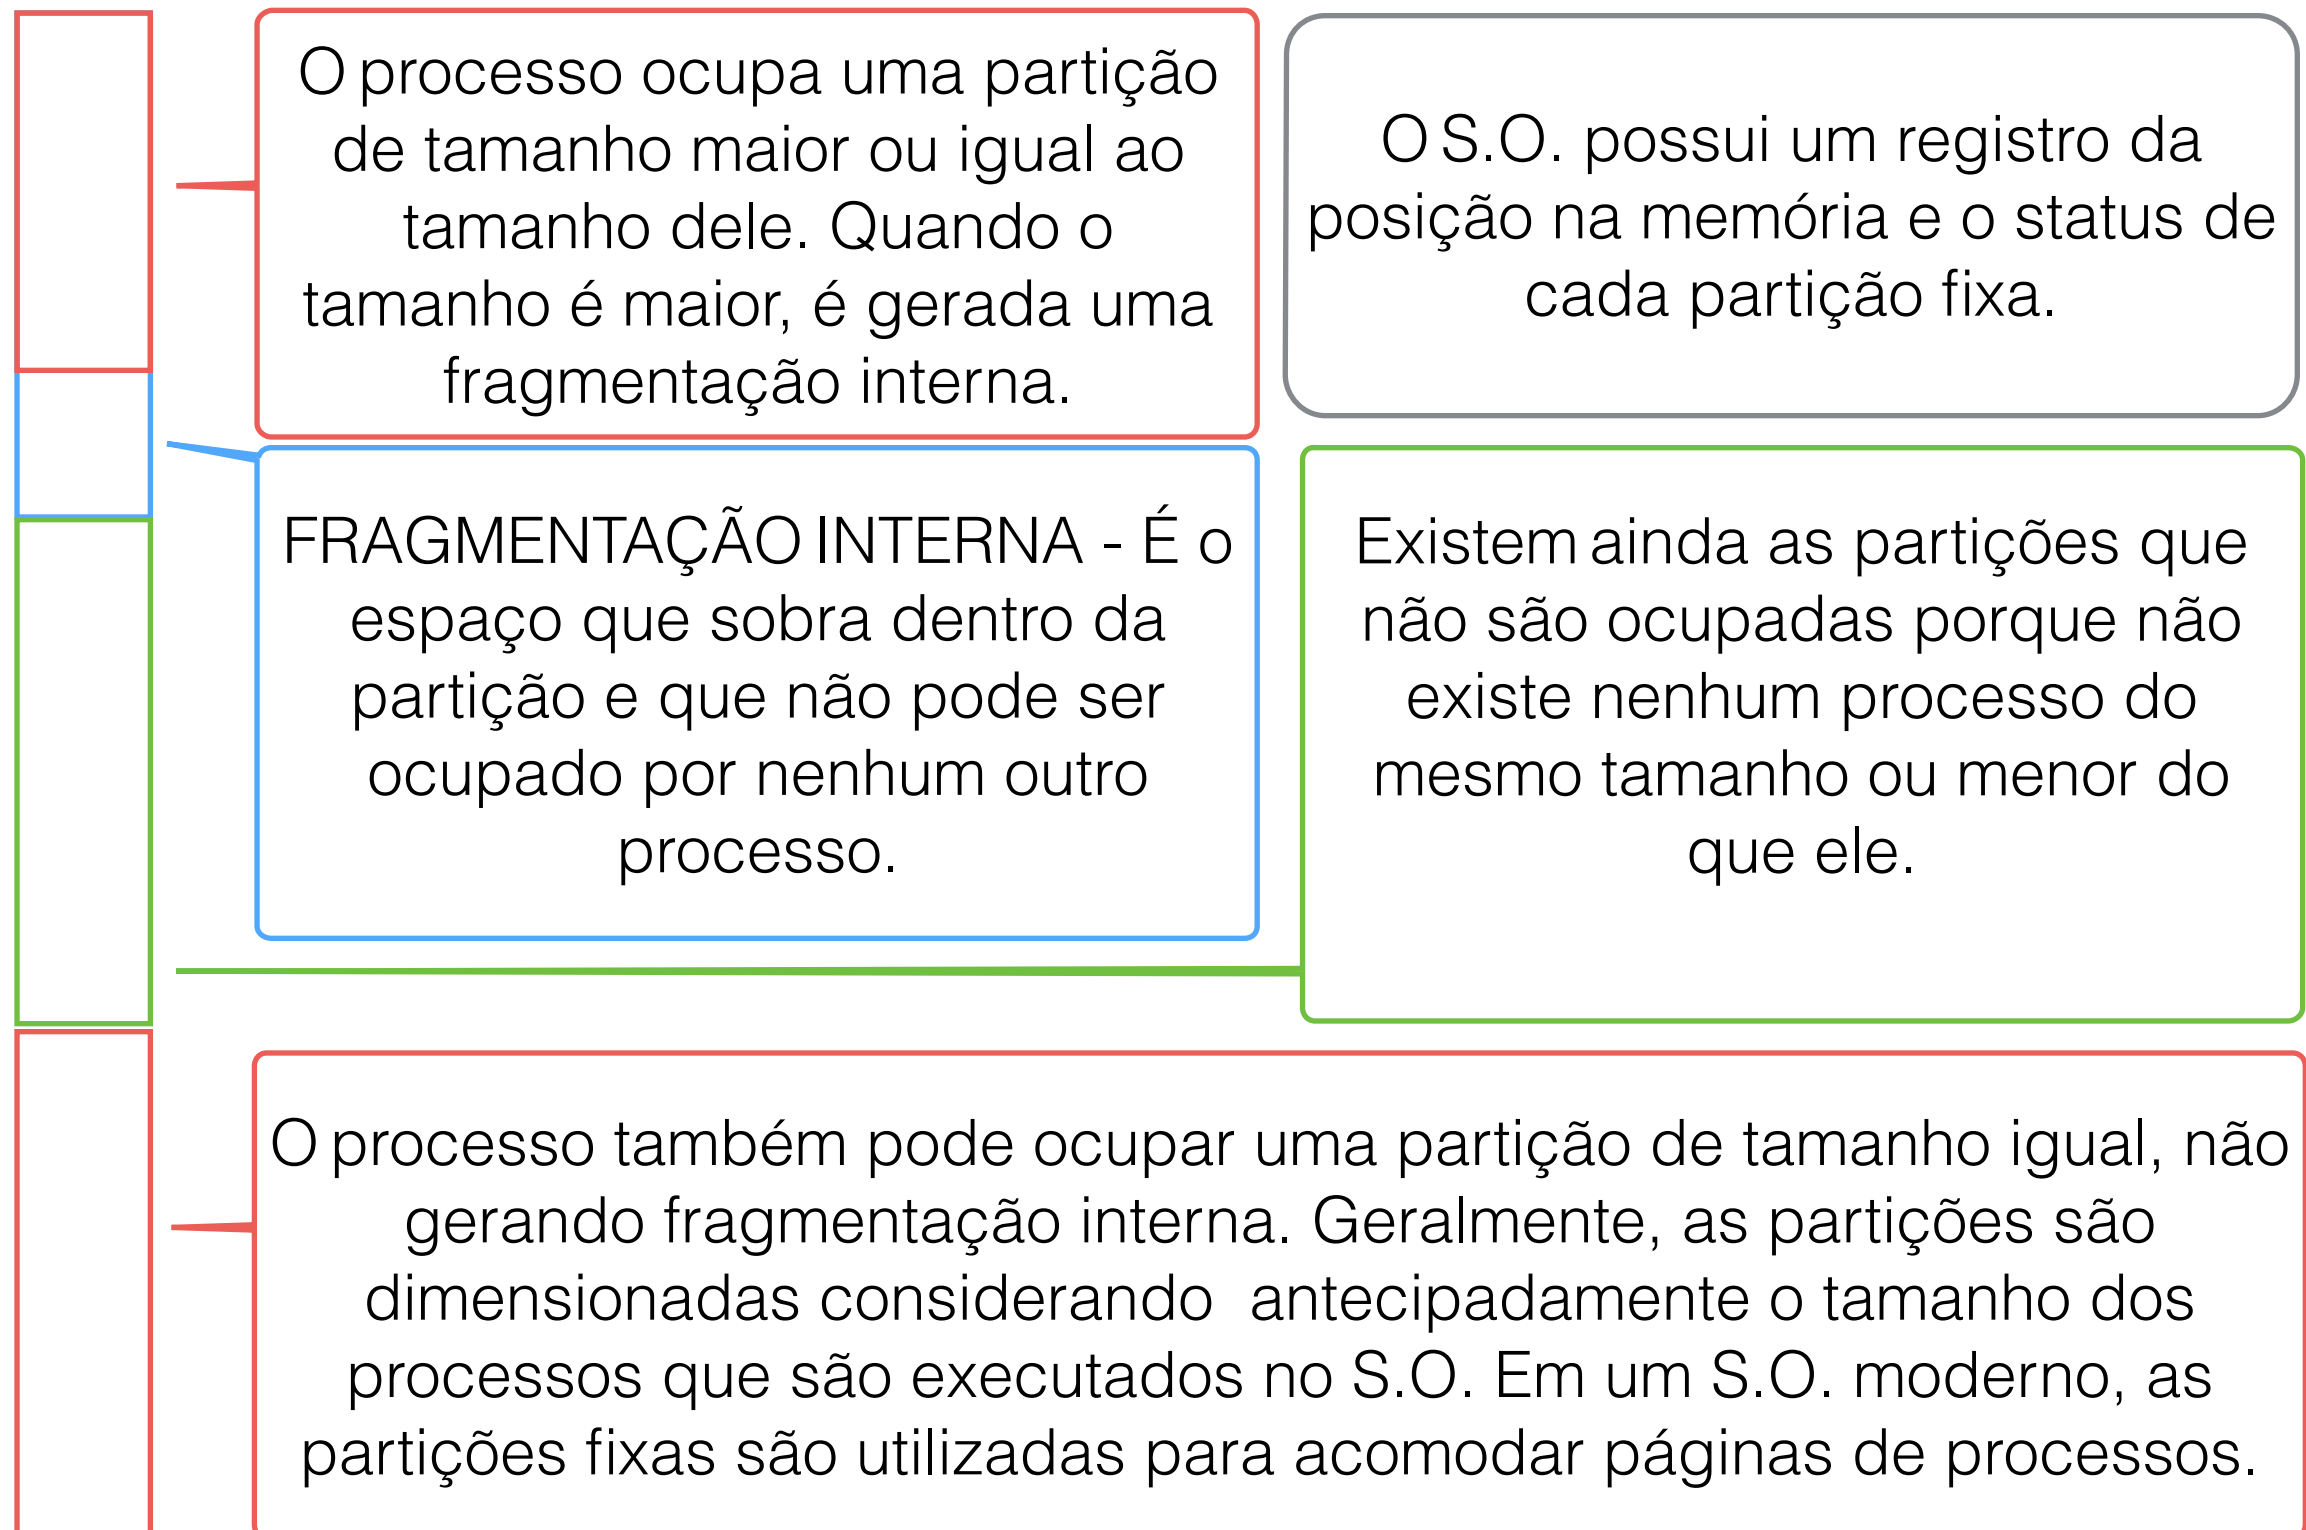 O processo ocupa uma partição
de tamanho maior ou igual ao
tamanho dele. Quando o
tamanho é maior, é gerada uma
fragmentação interna.
O S.O. possui um registro da
posição na memória e o status de
cada partição fixa.
FRAGMENTAÇÃO INTERNA - É o
espaço que sobra dentro da
partição e que não pode ser
ocupado por nenhum outro
processo.
Existem ainda as partições que
não são ocupadas porque não
existe nenhum processo do
mesmo tamanho ou menor do
que ele.
O processo também pode ocupar uma partição de tamanho igual, não
gerando fragmentação interna. Geralmente, as partições são
dimensionadas considerando  antecipadamente o tamanho dos
processos que são executados no S.O. Em um S.O. moderno, as
partições fixas são utilizadas para acomodar páginas de processos.